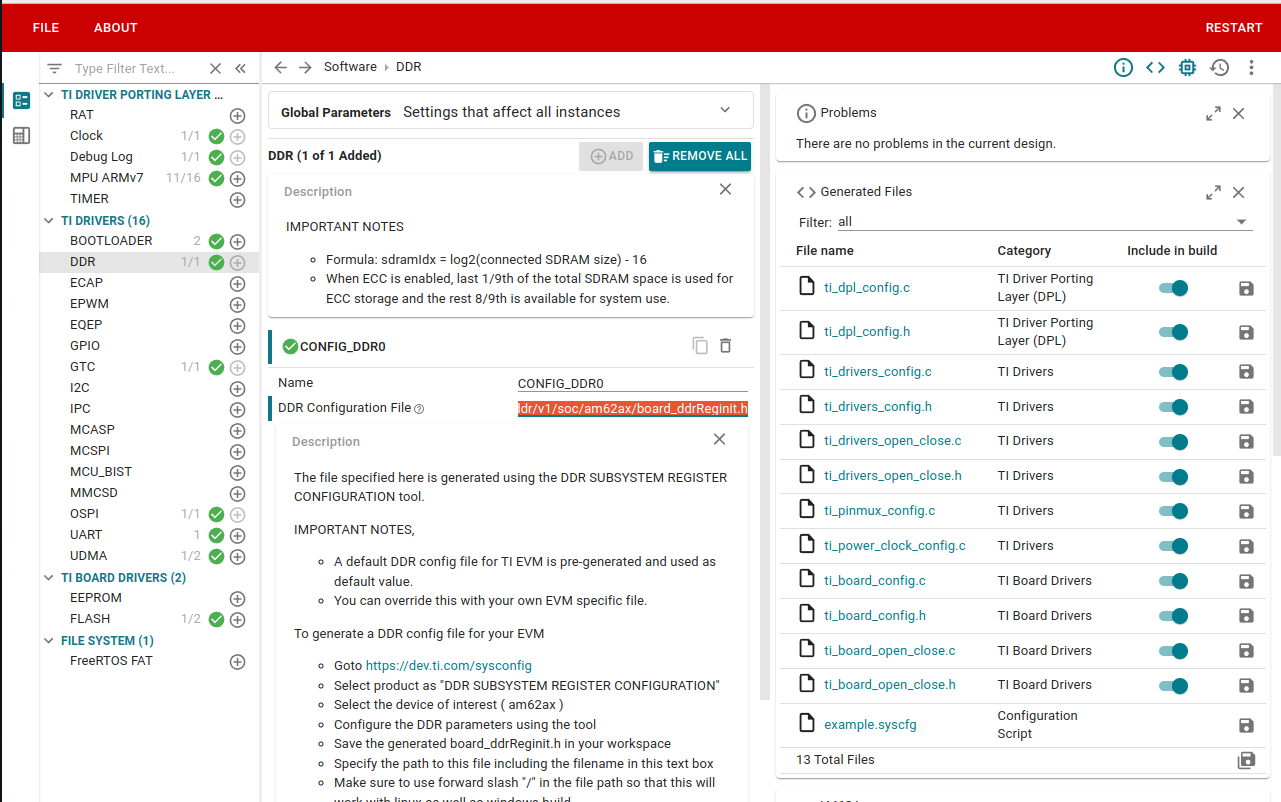 FILE
ABOUT
RESTART
Type Filter Text...
TI DRIVER PORTING LAYER ...
RAT
Clock 1/1
Debug Log 1/1
MPU ARMv7 11/16
TIMER
TI DRIVERS (16)
BOOTLOADER 2
DDR 1/1
ECAP
EPWM
EQEP
GPIO
GTC 1/1
I2C
IPC
MCASP
MCSPI
MCU_BIST
MMCSD
OSPI 1/1
UART 1
UDMA 1/2
TI BOARD DRIVERS (2)
EEPROM
FLASH 1/2
FILE SYSTEM (1)
FreeRTOS FAT
Software › DDR
Global Parameters Settings that affect all instances
DDR (1 of 1 Added)
ADD
REMOVE ALL
Description
IMPORTANT NOTES
Formula: sdramIdx = log2(connected SDRAM size) - 16
When ECC is enabled, last 1/9th of the total SDRAM space is used for
ECC storage and the rest 8/9th is available for system use.
CONFIG_DDR0
Name CONFIG_DDR0
DDR Configuration File ddr/v1/soc/am62ax/board_ddrReginit.h
Description
The file specified here is generated using the DDR SUBSYSTEM REGISTER
CONFIGURATION tool.
IMPORTANT NOTES,
A default DDR config file for TI EVM is pre-generated and used as
default value.
You can override this with your own EVM specific file.
To generate a DDR config file for your EVM
Goto https://dev.ti.com/sysconfig
Select product as "DDR SUBSYSTEM REGISTER CONFIGURATION"
Select the device of interest ( am62ax )
Configure the DDR parameters using the tool
Save the generated board_ddrReginit.h in your workspace
Specify the path to this file including the filename in this text box
Make sure to use forward slash "/" in the file path so that this will
work with linux as well as windows build
Problems
There are no problems in the current design.
Generated Files
Filter: all
File name Category Include in build
ti_dpl_config.c TI Driver Porting
Layer (DPL)
ti_dpl_config.h TI Driver Porting
Layer (DPL)
ti_drivers_config.c TI Drivers
ti_drivers_config.h TI Drivers
ti_drivers_open_close.c TI Drivers
ti_drivers_open_close.h TI Drivers
ti_pinmux_config.c TI Drivers
ti_power_clock_config.c TI Drivers
ti_board_config.c TI Board Drivers
ti_board_config.h TI Board Drivers
ti_board_open_close.c TI Board Drivers
ti_board_open_close.h TI Board Drivers
example.syscfg Configuration
Script
13 Total Files